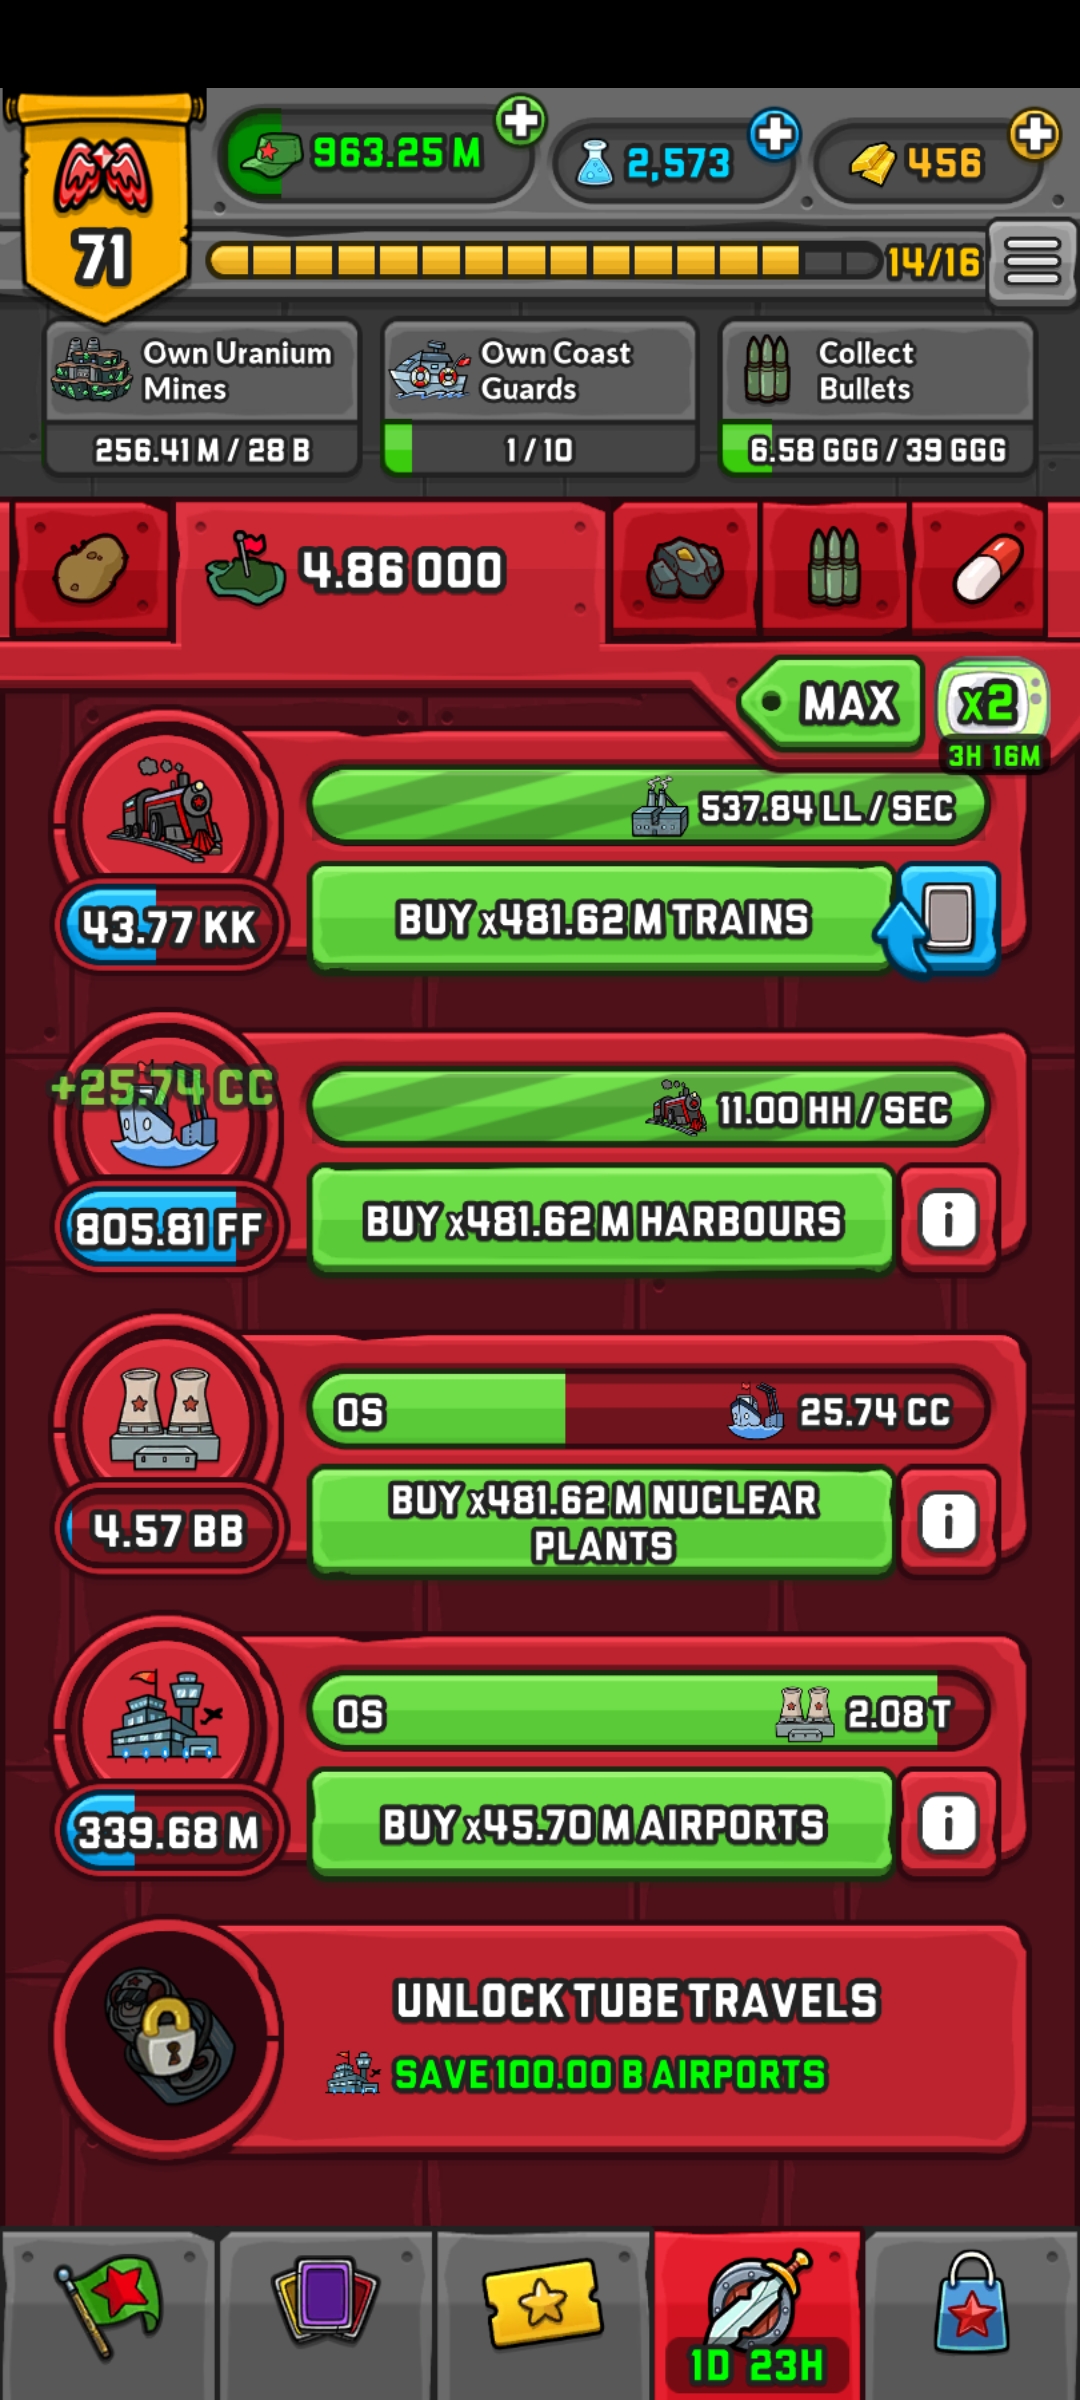 963.25 M
2,573
456
71
14/16
Own Uranium
Mines
256.41 M / 28 B
Own Coast
Guards
1 / 10
Collect
Bullets
6.58 GGG / 39 GGG
4.86 OOO
MAX
x2
3H 16M
537.84 LL / SEC
43.77 KK
BUY x481.62 M TRAINS
+25.74 CC
11.00 HH / SEC
805.81 FF
BUY x481.62 M HARBOURS
i
0S
25.74 CC
4.57 BB
BUY x481.62 M NUCLEAR
PLANTS
i
0S
2.08 T
339.68 M
BUY x45.70 M AIRPORTS
i
UNLOCK TUBE TRAVELS
SAVE 100.00 B AIRPORTS
1D 23H